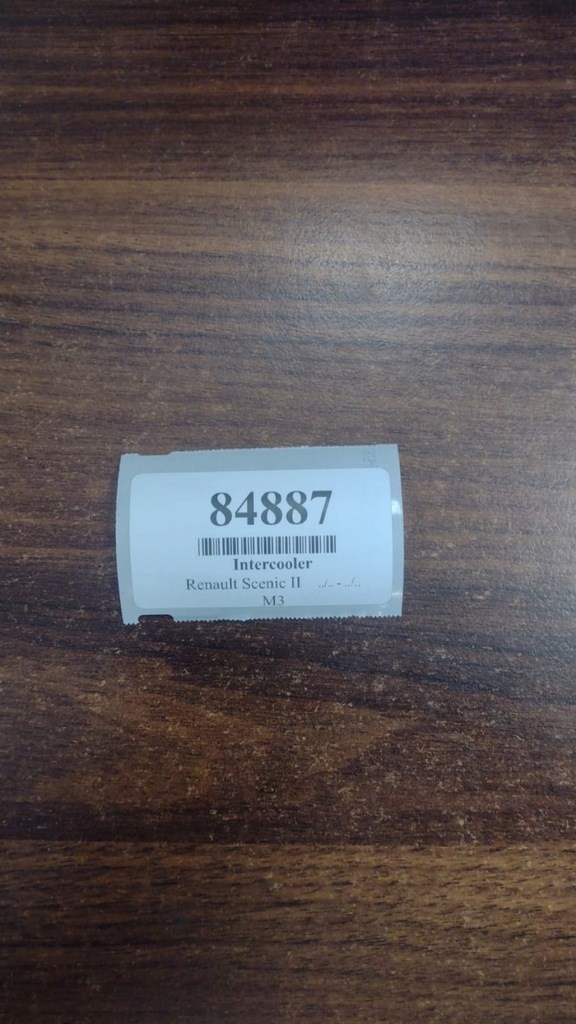 84887
Intercooler
Renault Scenic II ../.. - ../..
M3